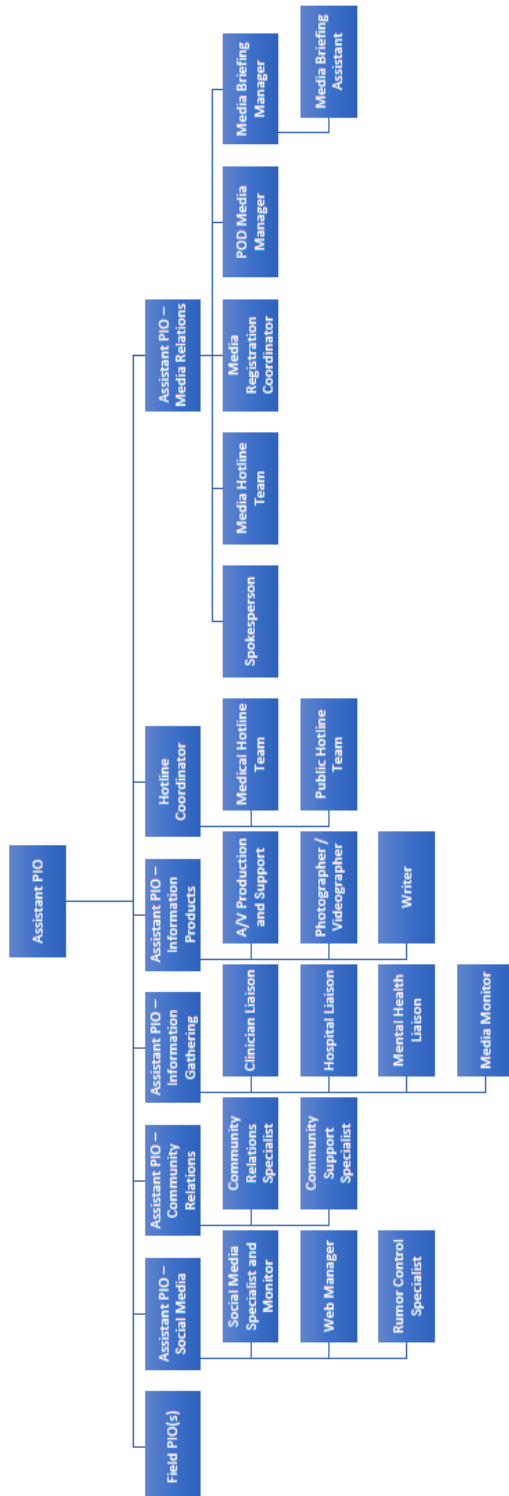 Assistant PIO
Field PIO(s)
Assistant PIO –
Social Media
Assistant PIO –
Community
Relations
Assistant PIO –
Information
Gathering
Assistant PIO –
Information
Products
Hotline
Coordinator
Assistant PIO –
Media Relations
Social Media
Specialist and
Monitor
Web Manager
Rumor Control
Specialist
Community
Relations
Specialist
Community
Support
Specialist
Clinician Liaison
Hospital Liaison
Mental Health
Liaison
Media Monitor
A/V Production
and Support
Photographer /
Videographer
Writer
Medical Hotline
Team
Public Hotline
Team
Spokesperson
Media Hotline
Team
Media
Registration
Coordinator
POD Media
Manager
Media Briefing
Manager
Media Briefing
Assistant